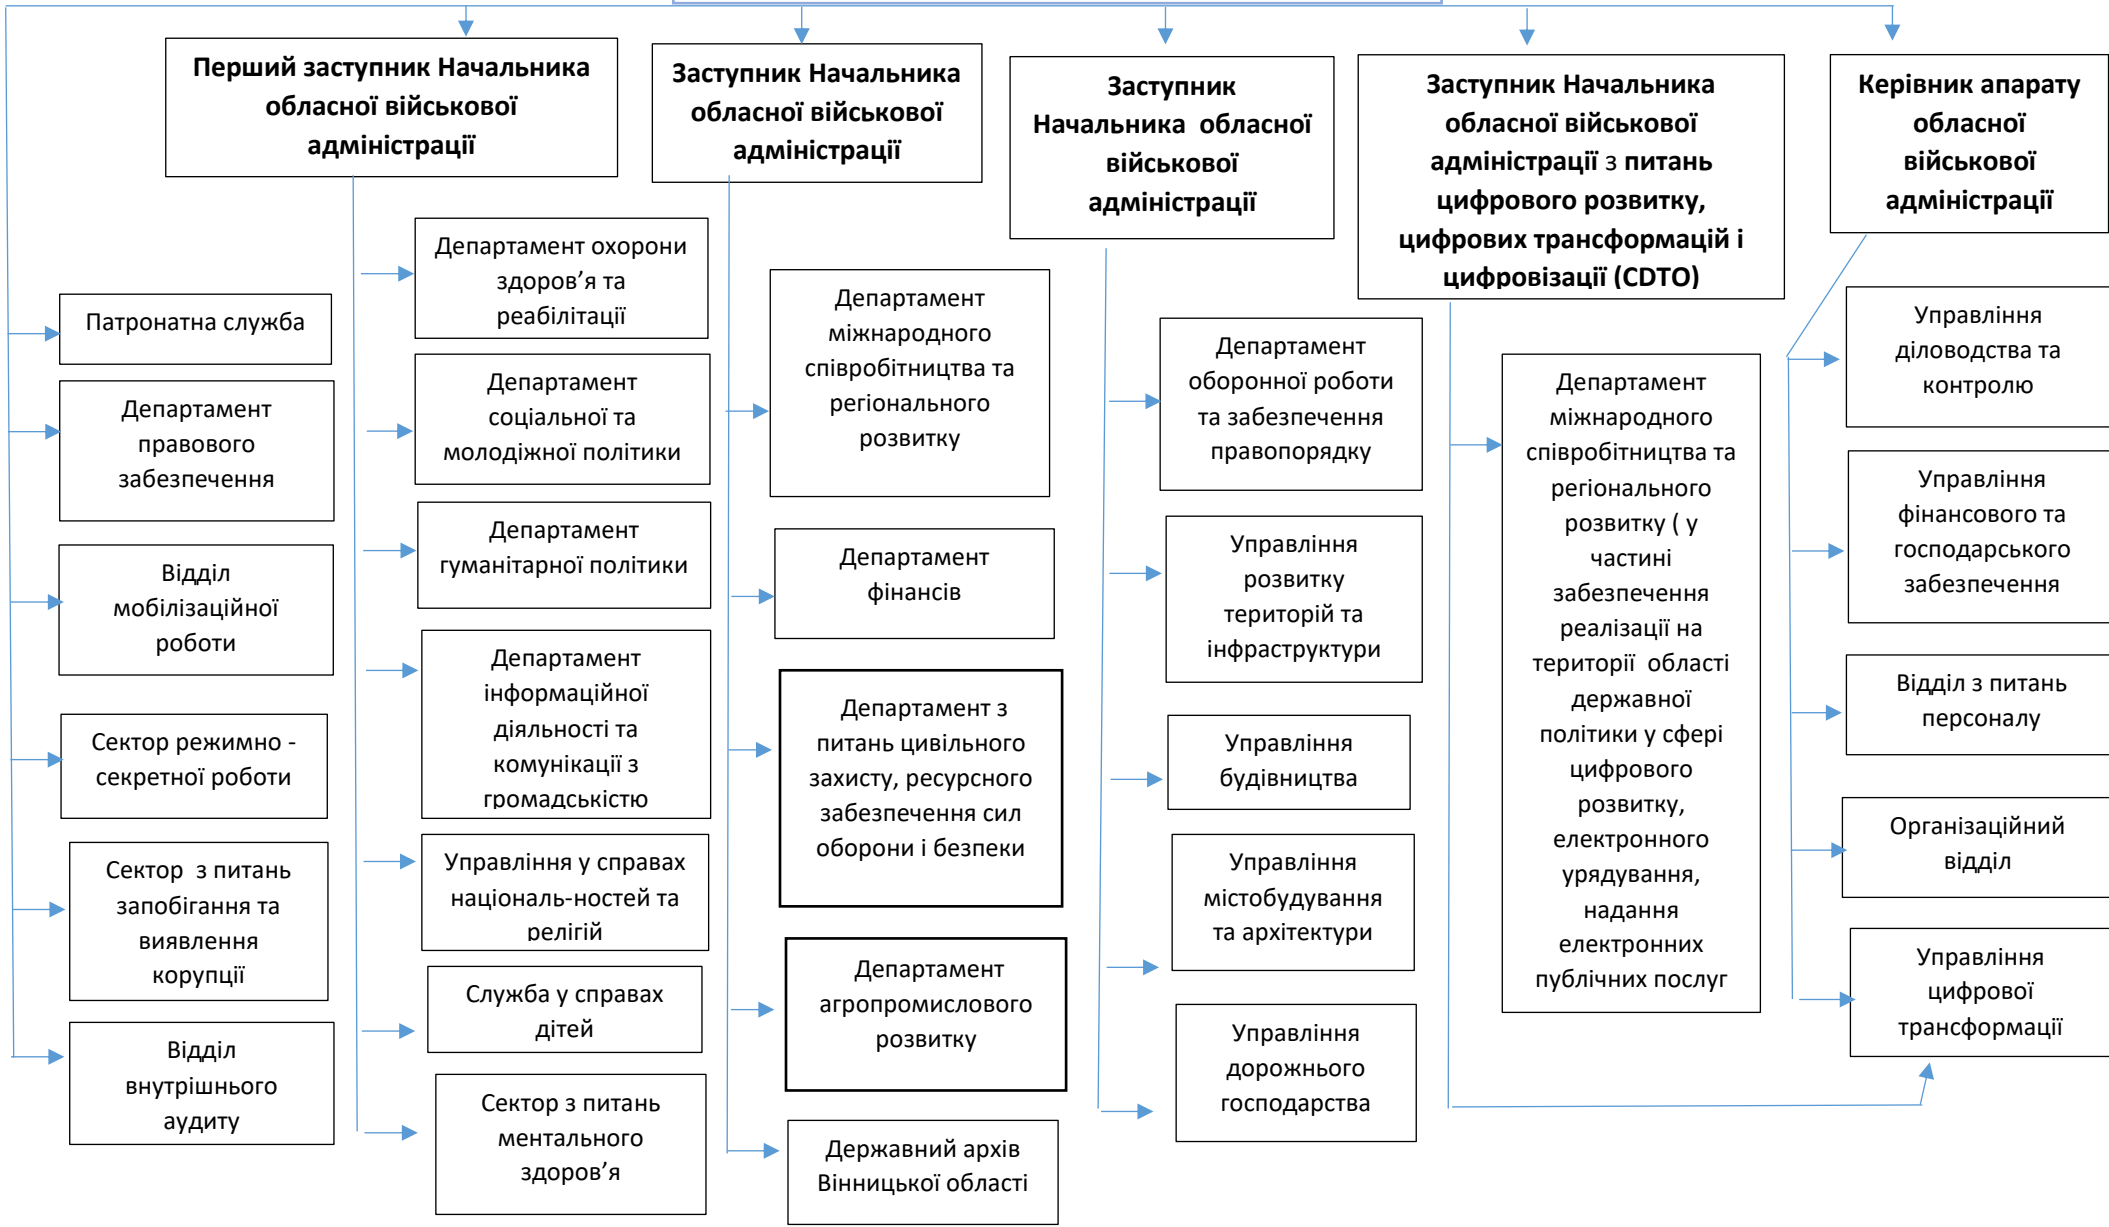 Перший заступник Начальника
обласної військової
адміністрації
Заступник Начальника
обласної військової
адміністрації
Заступник
Начальника обласної
військової
адміністрації
Заступник Начальника
обласної військової
адміністрації з питань
цифрового розвитку,
цифрових трансформацій і
цифровізації (CDTO)
Керівник апарату
обласної
військової
адміністрації
Патронатна служба
Департамент
правового
забезпечення
Відділ
мобілізаційної
роботи
Сектор режимно -
секретної роботи
Сектор з питань
запобігання та
виявлення
корупції
Відділ
внутрішнього
аудиту
Департамент охорони
здоров’я та
реабілітації
Департамент
соціальної та
молодіжної політики
Департамент
гуманітарної політики
Департамент
інформаційної
діяльності та
комунікації з
громадськістю
Управління у справах
національ-ностей та
релігій
Служба у справах
дітей
Сектор з питань
ментального
здоров’я
Департамент
міжнародного
співробітництва та
регіонального
розвитку
Департамент
фінансів
Департамент з
питань цивільного
захисту, ресурсного
забезпечення сил
оборони і безпеки
Департамент
агропромислового
розвитку
Державний архів
Вінницької області
Департамент
оборонної роботи
та забезпечення
правопорядку
Управління
розвитку
територій та
інфраструктури
Управління
будівництва
Управління
містобудування
та архітектури
Управління
дорожнього
господарства
Департамент
міжнародного
співробітництва та
регіонального
розвитку ( у
частині
забезпечення
реалізації на
території області
державної
політики у сфері
цифрового
розвитку,
електронного
урядування,
надання
електронних
публічних послуг
Управління
діловодства та
контролю
Управління
фінансового та
господарського
забезпечення
Відділ з питань
персоналу
Організаційний
відділ
Управління
цифрової
трансформації